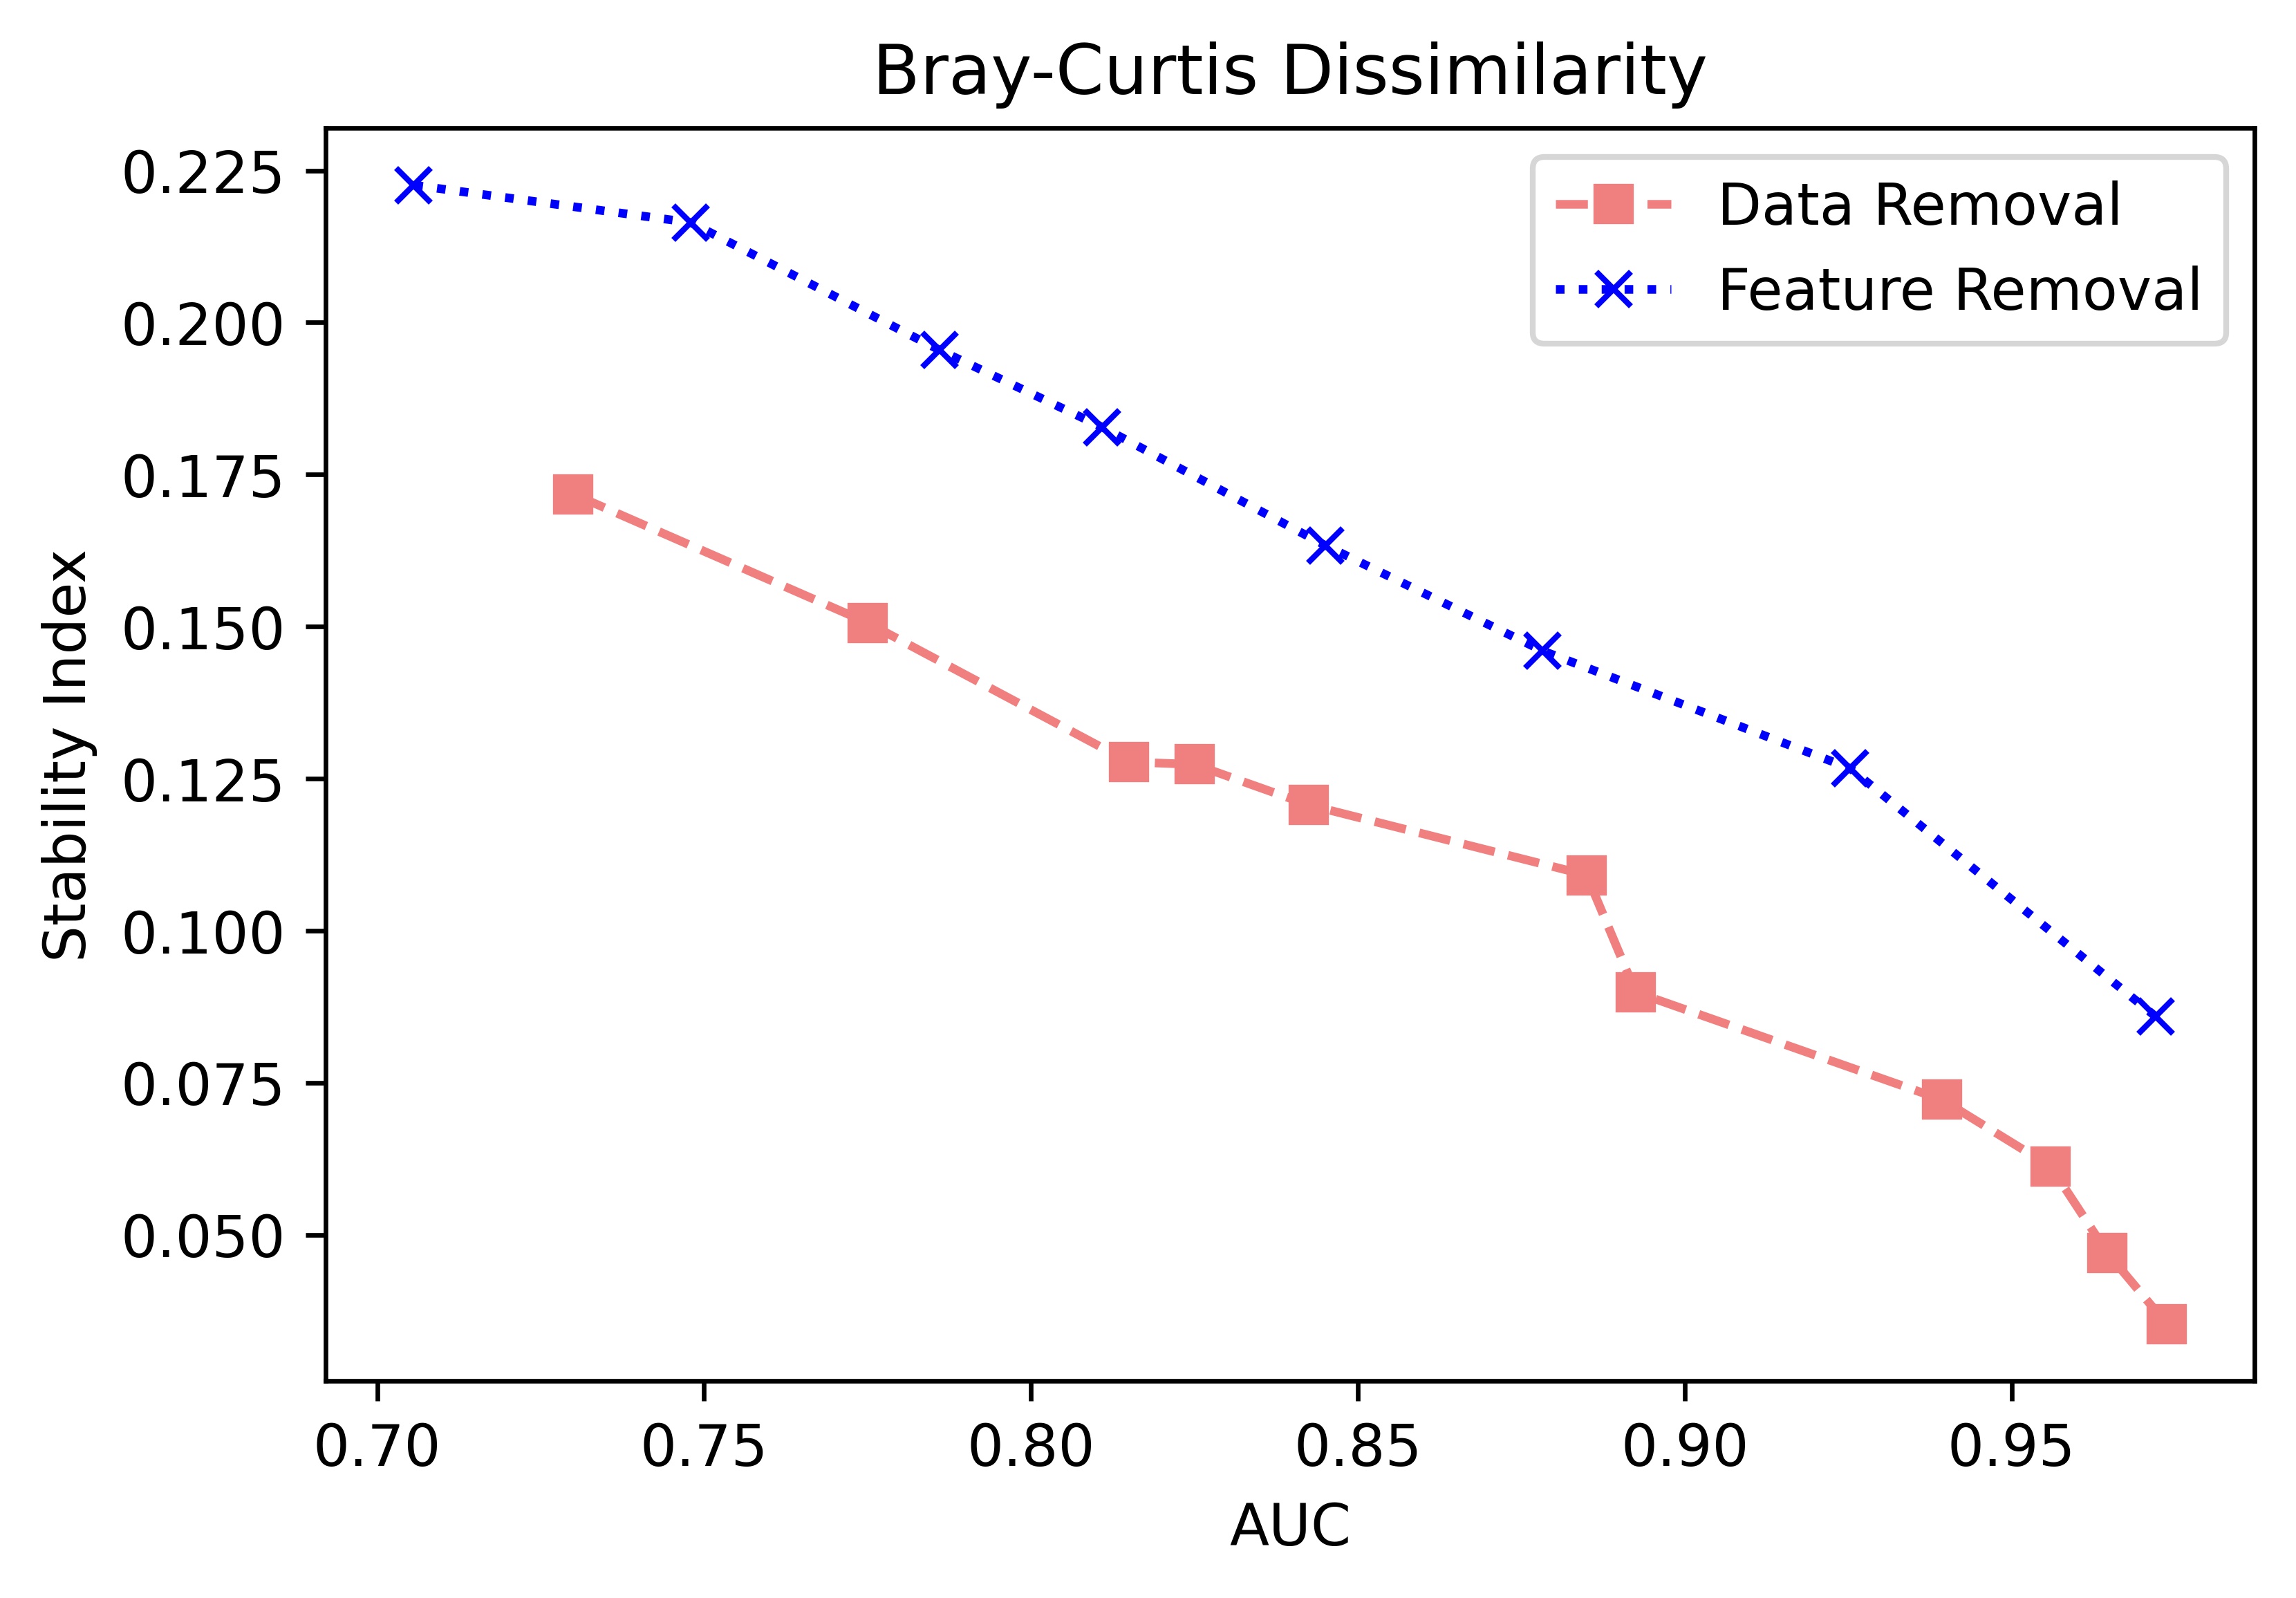 Bray-Curtis Dissimilarity
Data Removal
Feature Removal
Stability Index
0.225
0.200
0.175
0.150
0.125
0.100
0.075
0.050
0.70 0.75 0.80 0.85 0.90 0.95
AUC